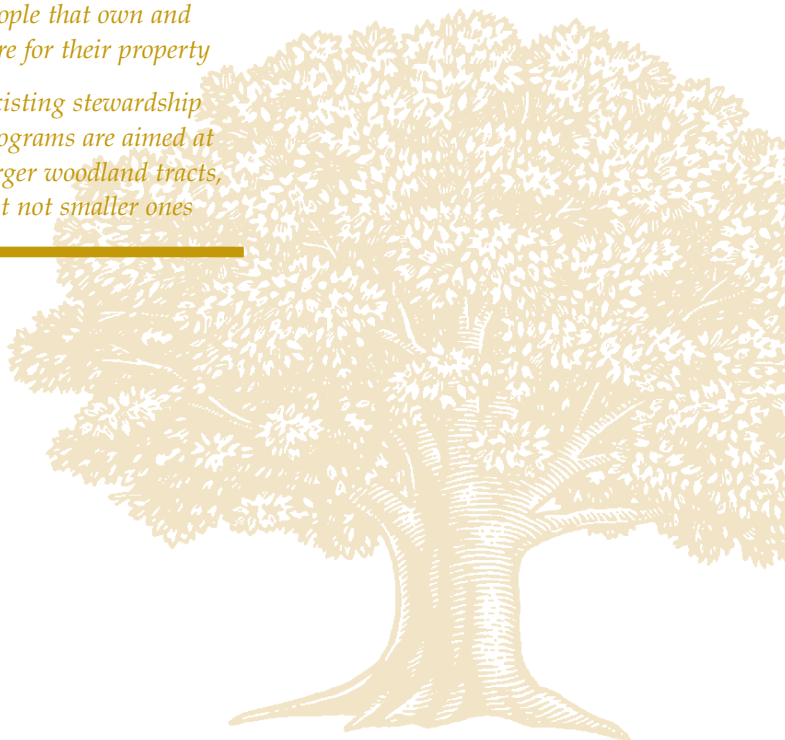 ople that own and
re for their property
xisting stewardship
ograms are aimed at
rger woodland tracts,
t not smaller ones